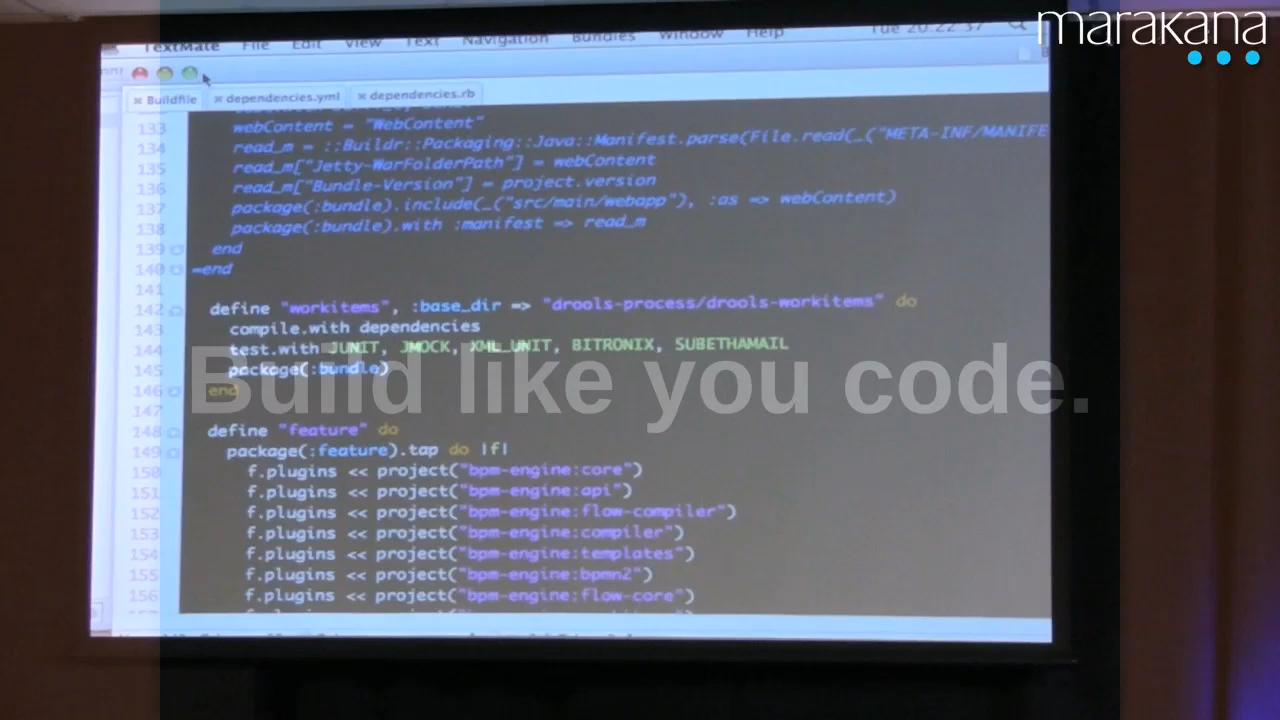 marakana
TextMate File Edit View Text Navigation Bundles Window Help Tue 20:22:37
Buildfile dependencies.yml dependencies.rb
133 webContent = "WebContent"
134 read_m = ::Buildr::Packaging::Java::Manifest.parse(File.read(_("META-INF/MANIFE
135 read_m["Jetty-WarFolderPath"] = webContent
136 read_m["Bundle-Version"] = project.version
137 package(:bundle).include(_("src/main/webapp"), :as => webContent)
138 package(:bundle).with :manifest => read_m
139 end
140 =end
141
142 define "workitems", :base_dir => "drools-process/drools-workitems" do
143 compile.with dependencies
144 test.with JUNIT, JMOCK, XML_UNIT, BITRONIX, SUBETHAMAIL
145 package(:bundle)
Build like you code.
146 end
147
148 define "feature" do
149 package(:feature).tap do |f|
150 f.plugins << project("bpm-engine:core")
151 f.plugins << project("bpm-engine:api")
152 f.plugins << project("bpm-engine:flow-compiler")
153 f.plugins << project("bpm-engine:compiler")
154 f.plugins << project("bpm-engine:templates")
155 f.plugins << project("bpm-engine:bpmn2")
156 f.plugins << project("bpm-engine:flow-core")